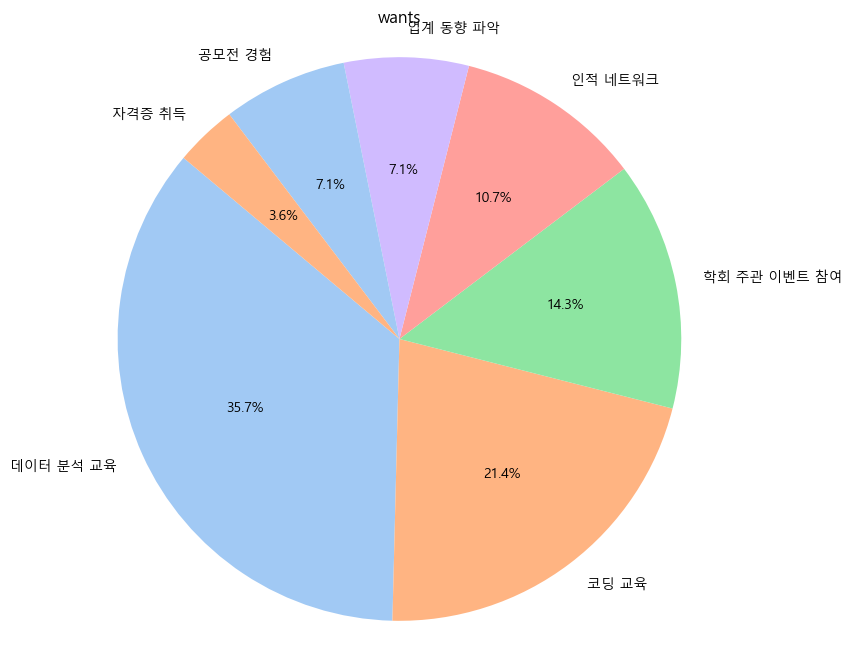 wants
업계 동향 파악
공모전 경험
인적 네트워크
자격증 취득
7.1%
7.1%
10.7%
3.6%
학회 주관 이벤트 참여
14.3%
35.7%
데이터 분석 교육
21.4%
코딩 교육